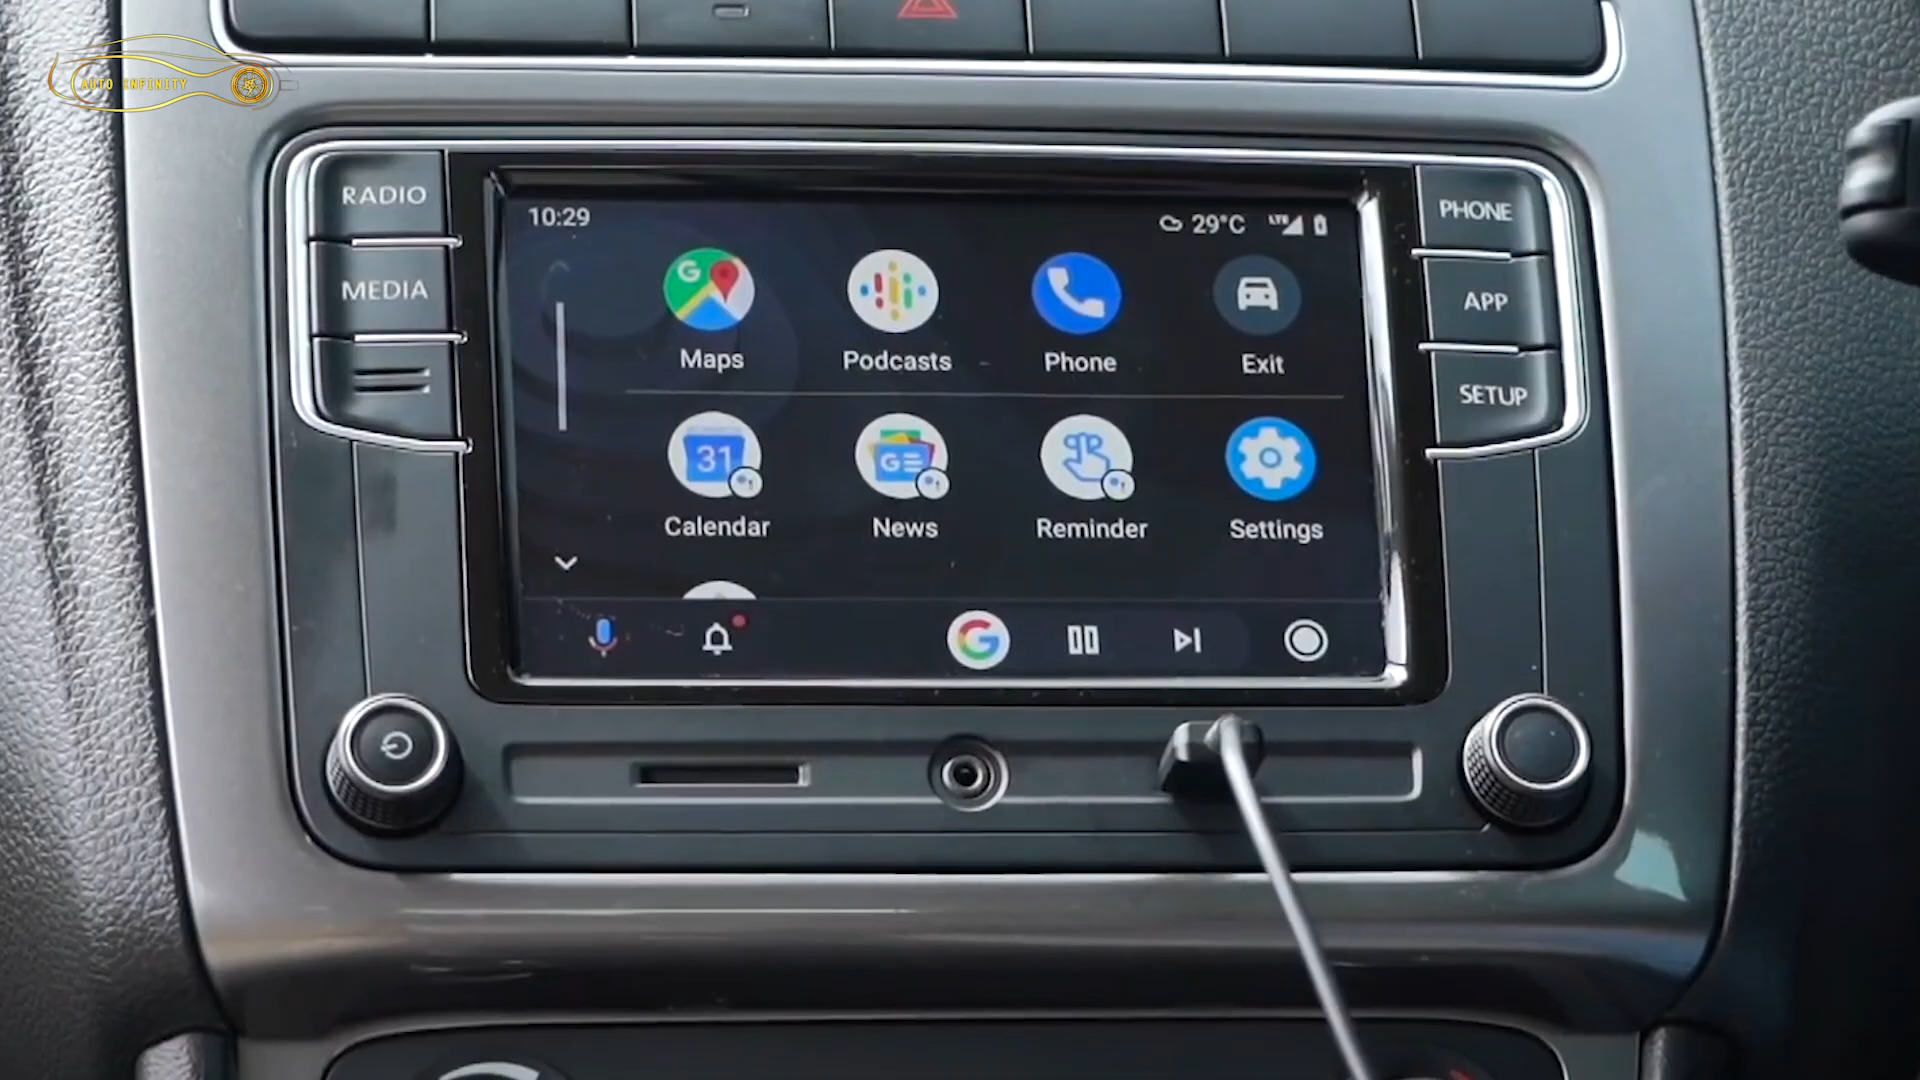 AUTO INFINITY
RADIO
MEDIA
PHONE
APP
SETUP
10:29
29°C
LTE
G
Maps
Podcasts
Phone
Exit
31
G
Calendar
News
Reminder
Settings
G